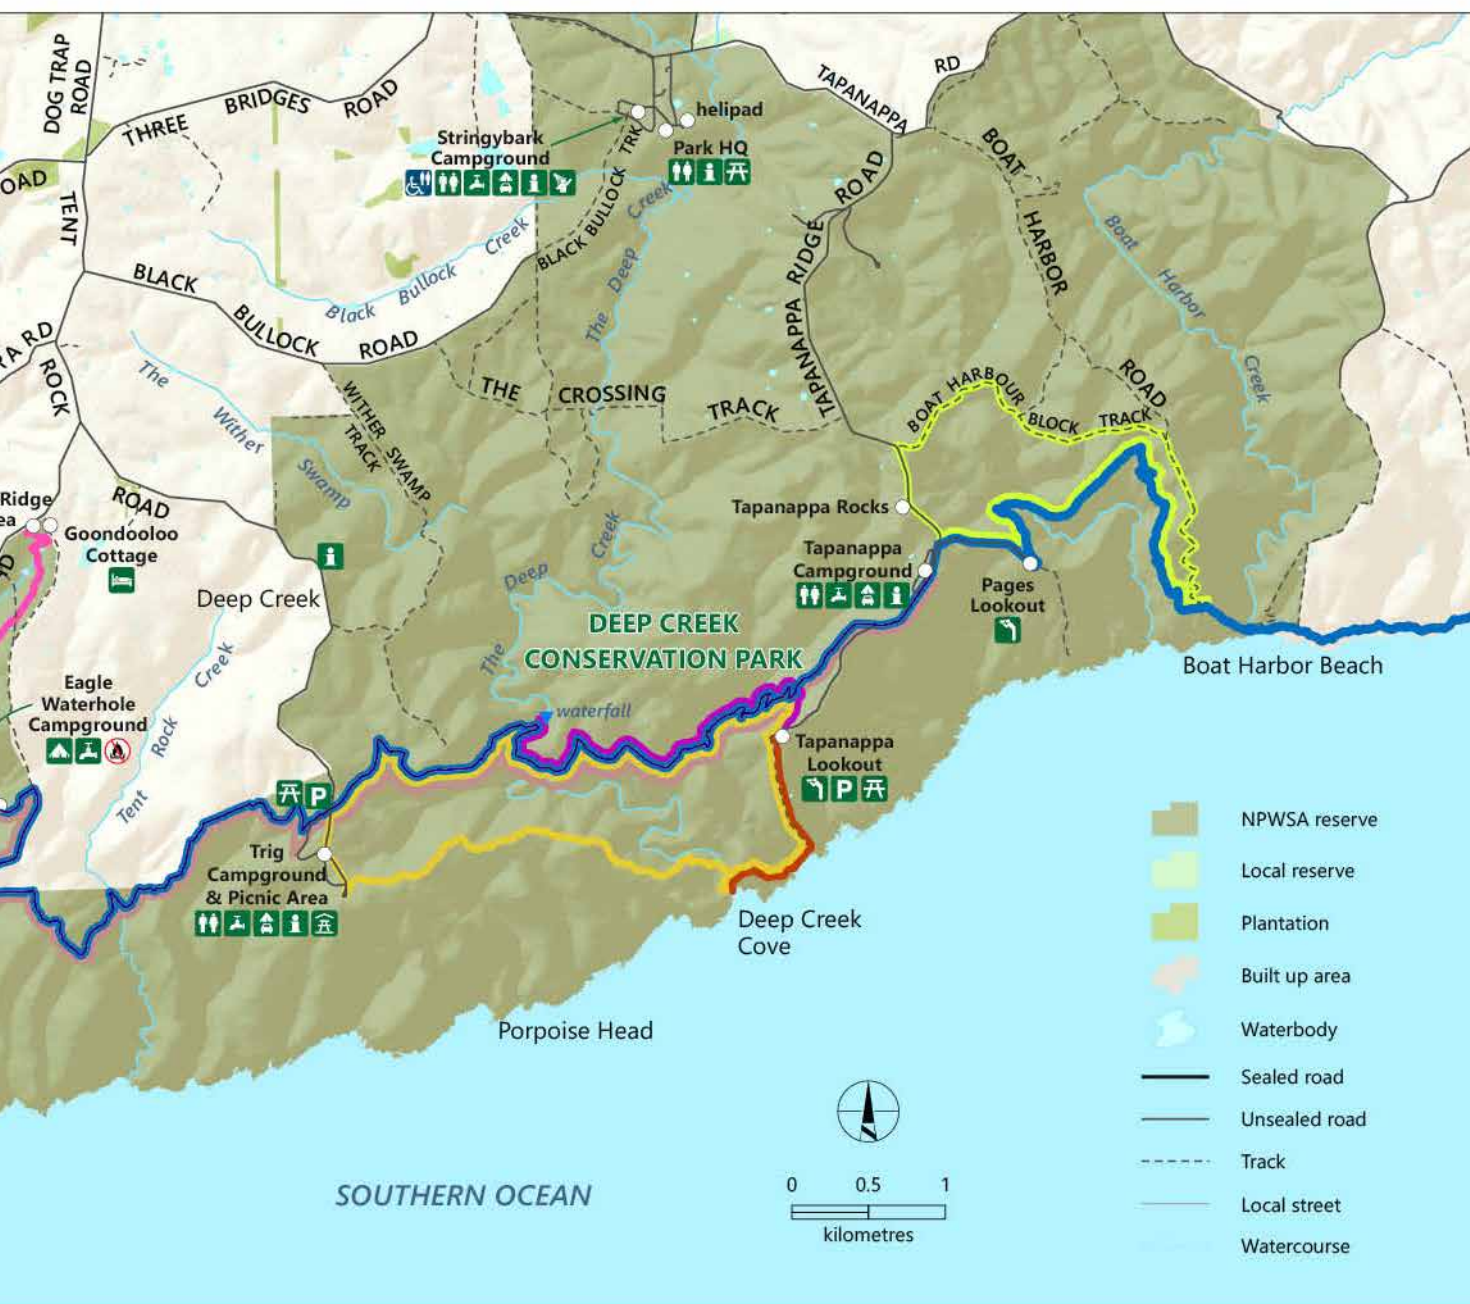 DOG TRAP
ROAD
THREE
BRIDGES
ROAD
TAPANAPPA
RD
helipad
Stringybark
Campground
Park HQ
BLACK BULLOCK TRK
OAD
TENT
Creek
BOAT
HARBOR
ROAD
Boat
Harbor
Creek
BLACK
BULLOCK
ROAD
Black
Bullock
Creek
The
Deep
TAPANAPPA RIDGE
ROAD
RA RD
ROCK
The
Wither
Swamp
WITHER SWAMP
TRACK
THE
CROSSING
TRACK
BOAT HARBOUR
BLOCK
TRACK
ROAD
Ridge
ea
Goondooloo
Cottage
Tapanappa Rocks
Tapanappa
Campground
Pages
Lookout
Creek
Deep
The
Deep Creek
DEEP CREEK
CONSERVATION PARK
Boat Harbor Beach
Creek
Rock
Tent
Eagle
Waterhole
Campground
waterfall
Tapanappa
Lookout
P
P
Trig
Campground
& Picnic Area
Deep Creek
Cove
Porpoise Head
SOUTHERN OCEAN
0 0.5 1
kilometres
NPWSA reserve
Local reserve
Plantation
Built up area
Waterbody
Sealed road
Unsealed road
Track
Local street
Watercourse